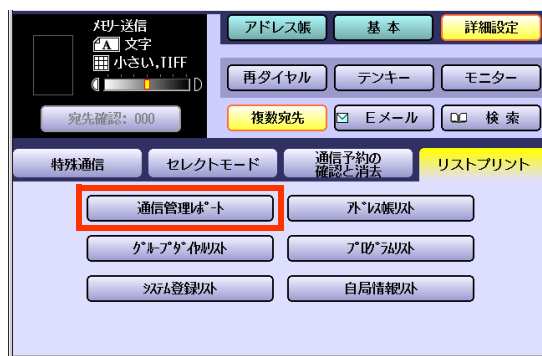 ﾒﾓﾘｰ送信
A 文字
小さい,TIFF
D
宛先確認: 000
アドレス帳
基 本
詳細設定
再ダイヤル
テンキー
モニター
複数宛先
Eメール
検 索
特殊通信
セレクトモード
通信予約の
確認と消去
リストプリント
通信管理ﾚﾎﾟｰﾄ
ｱﾄﾞﾚｽ帳ﾘｽﾄ
ｸﾞﾙｰﾌﾟﾀﾞｲﾔﾙﾘｽﾄ
ﾌﾟﾛｸﾞﾗﾑﾘｽﾄ
ｼｽﾃﾑ登録ﾘｽﾄ
自局情報ﾘｽﾄ